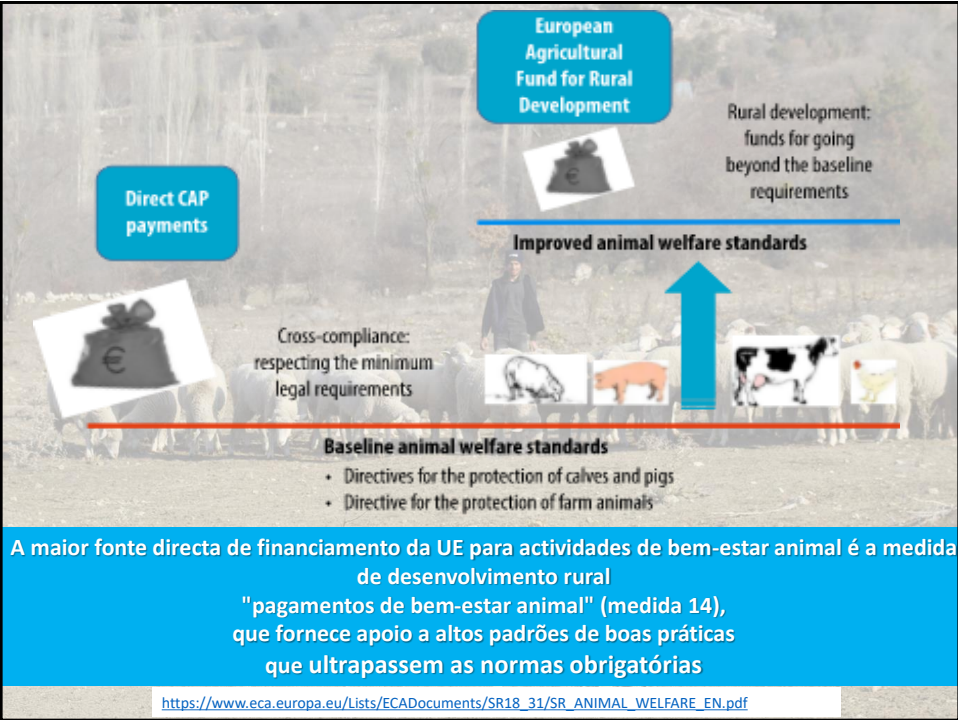 European
Agricultural
Fund for Rural
Development
Rural development:
funds for going
beyond the baseline
requirements
€
Direct CAP
payments
Improved animal welfare standards
€
Cross-compliance:
respecting the minimum
legal requirements
Baseline animal welfare standards
• Directives for the protection of calves and pigs
• Directive for the protection of farm animals
A maior fonte directa de financiamento da UE para actividades de bem-estar animal é a medida
de desenvolvimento rural
"pagamentos de bem-estar animal" (medida 14),
que fornece apoio a altos padrões de boas práticas
que ultrapassem as normas obrigatórias
https://www.eca.europa.eu/Lists/ECADocuments/SR18_31/SR_ANIMAL_WELFARE_EN.pdf